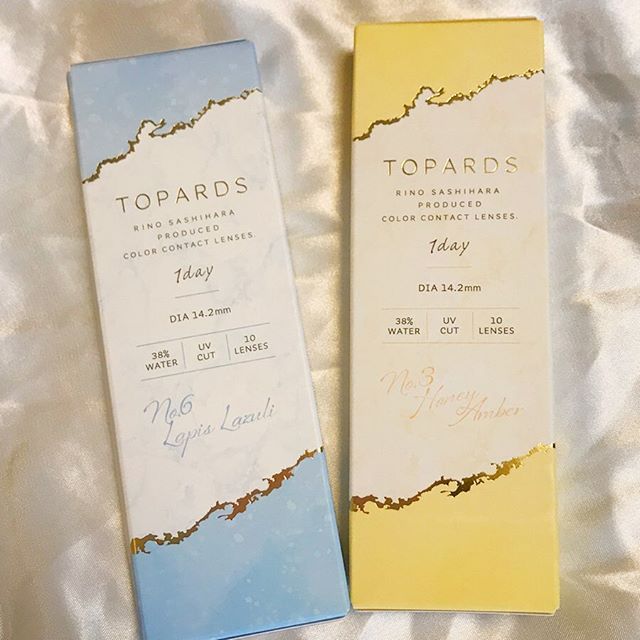 TOPARDS
RINO SASHIHARA
PRODUCED
COLOR CONTACT LENSES.
1day
DIA 14.2mm
38% WATER
UV CUT
10 LENSES
No.6
Lapis Lazuli
TOPARDS
RINO SASHIHARA
PRODUCED
COLOR CONTACT LENSES.
1day
DIA 14.2mm
38% WATER
UV CUT
10 LENSES
No.3
Honey
Amber